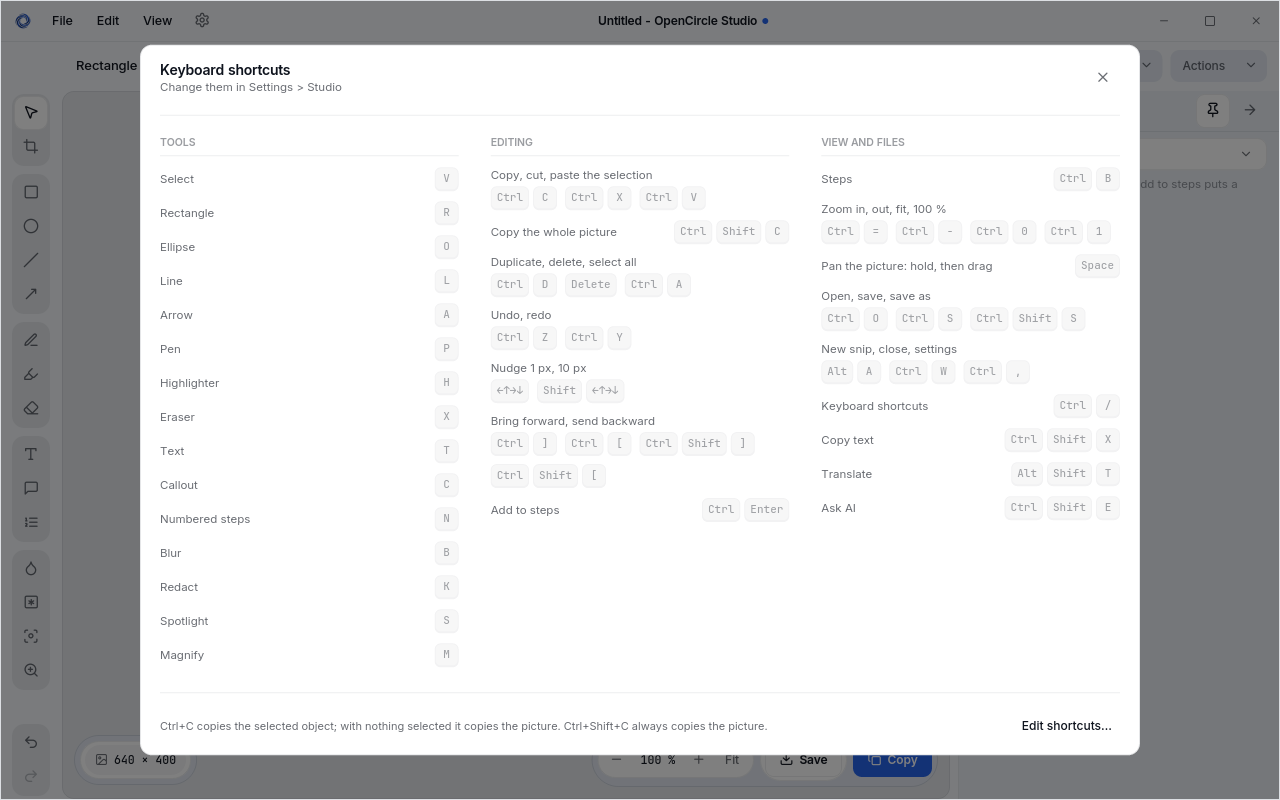 File Edit View
Untitled - OpenCircle Studio
Rectangle
Actions
Keyboard shortcuts
Change them in Settings > Studio
TOOLS
Select V
Rectangle R
Ellipse O
Line L
Arrow A
Pen P
Highlighter H
Eraser X
Text T
Callout C
Numbered steps N
Blur B
Redact K
Spotlight S
Magnify M
EDITING
Copy, cut, paste the selection
Ctrl C Ctrl X Ctrl V
Copy the whole picture Ctrl Shift C
Duplicate, delete, select all
Ctrl D Delete Ctrl A
Undo, redo
Ctrl Z Ctrl Y
Nudge 1 px, 10 px
←↑→↓ Shift ←↑→↓
Bring forward, send backward
Ctrl ] Ctrl [ Ctrl Shift ]
Ctrl Shift [
Add to steps Ctrl Enter
VIEW AND FILES
Steps Ctrl B
Zoom in, out, fit, 100 %
Ctrl = Ctrl - Ctrl 0 Ctrl 1
Pan the picture: hold, then drag Space
Open, save, save as
Ctrl O Ctrl S Ctrl Shift S
New snip, close, settings
Alt A Ctrl W Ctrl ,
Keyboard shortcuts Ctrl /
Copy text Ctrl Shift X
Translate Alt Shift T
Ask AI Ctrl Shift E
Ctrl+C copies the selected object; with nothing selected it copies the picture. Ctrl+Shift+C always copies the picture.
Edit shortcuts...
dd to steps puts a
640 × 400
100 %
Fit
Save
Copy